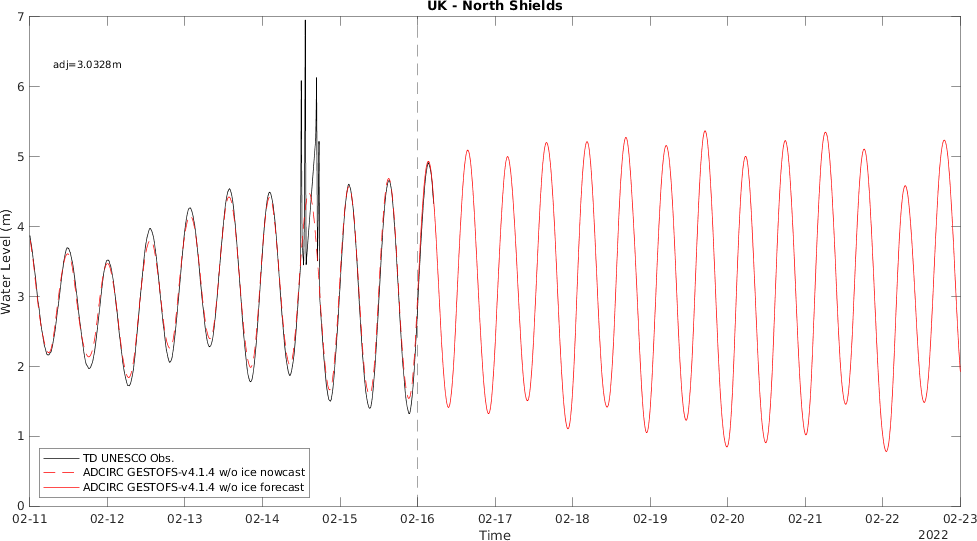 UK - North Shields
adj=3.0328m
Water Level (m)
7
6
5
4
3
2
1
0
TD UNESCO Obs.
ADCIRC GESTOFS-v4.1.4 w/o ice nowcast
ADCIRC GESTOFS-v4.1.4 w/o ice forecast
02-11 02-12 02-13 02-14 02-15 02-16 02-17 02-18 02-19 02-20 02-21 02-22 02-23
Time
2022